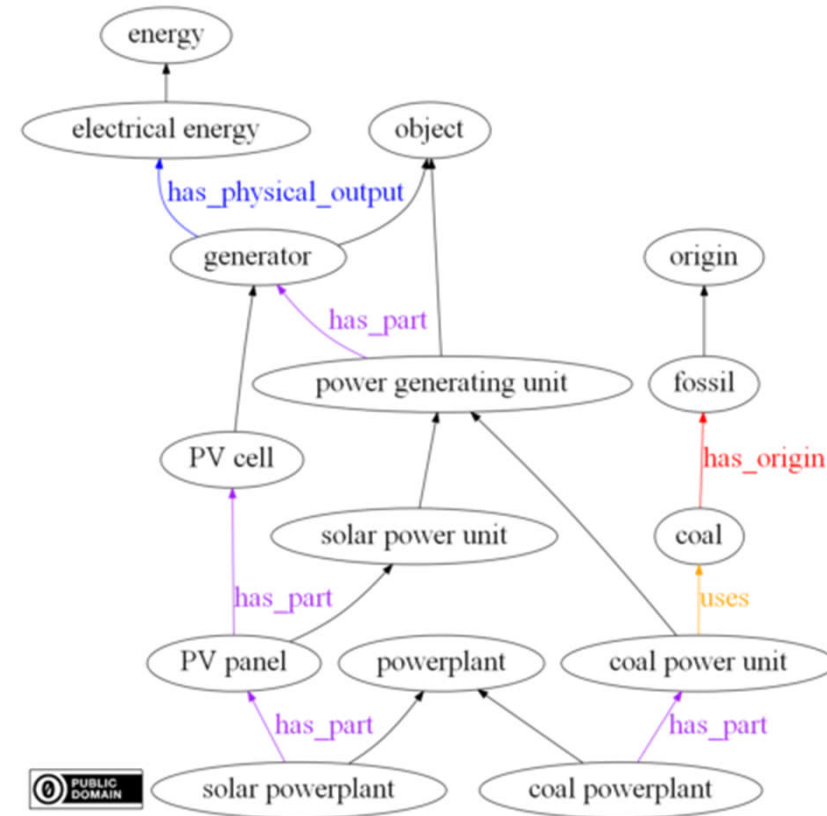 energy
electrical energy
object
has_physical_output
generator
origin
has_part
power generating unit
fossil
PV cell
has_origin
solar power unit
coal
has_part
uses
PV panel
powerplant
coal power unit
has_part
has_part
PUBLIC
DOMAIN
solar powerplant
coal powerplant